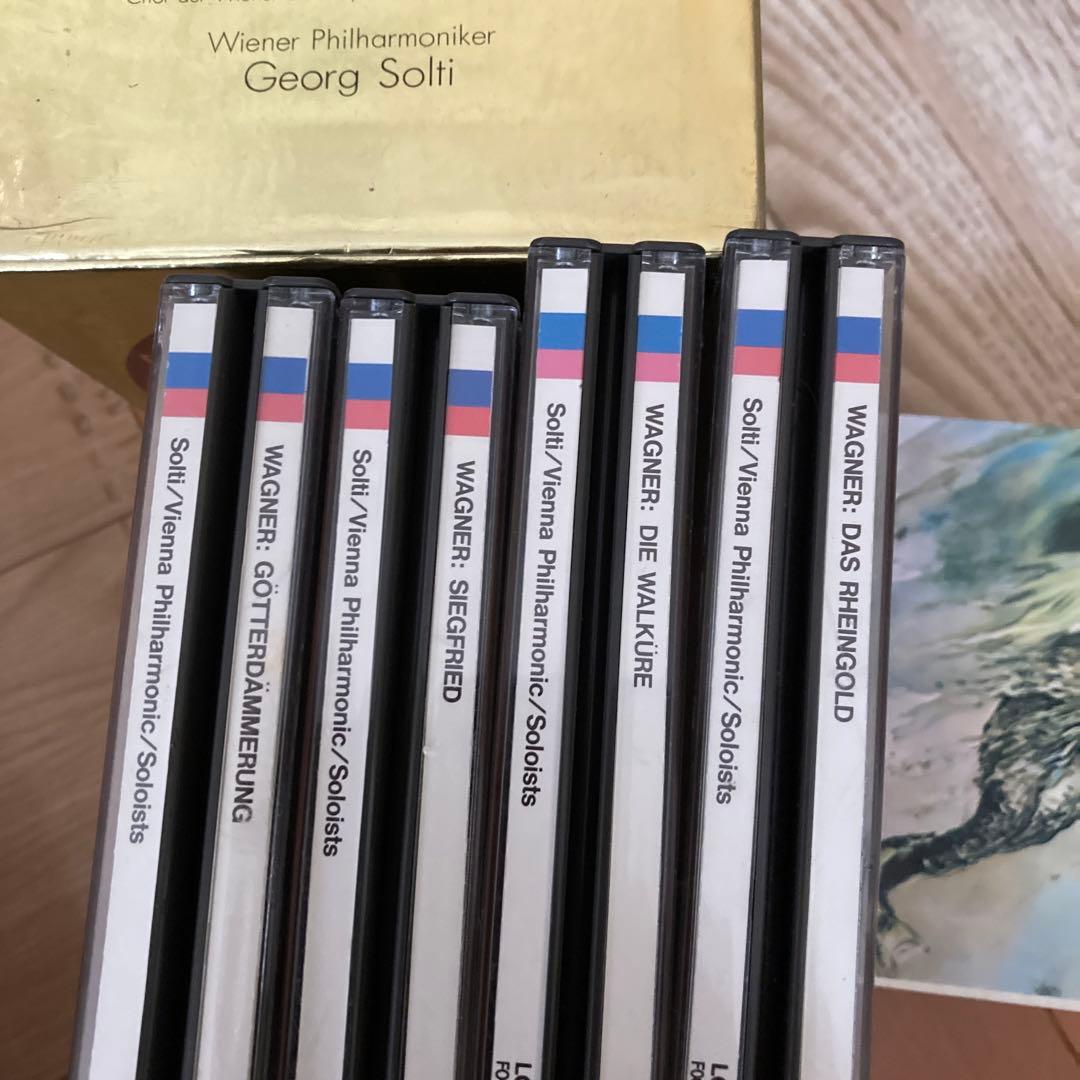 Wiener Philharmoniker
Georg Solti
Solti/Vienna Philharmonic/Soloists
WAGNER: GÖTTERDÄMMERUNG
Solti/Vienna Philharmonic/Soloists
WAGNER: SIEGFRIED
Solti/Vienna Philharmonic/Soloists
WAGNER: DIE WALKÜRE
Solti/Vienna Philharmonic/Soloists
WAGNER: DAS RHEINGOLD